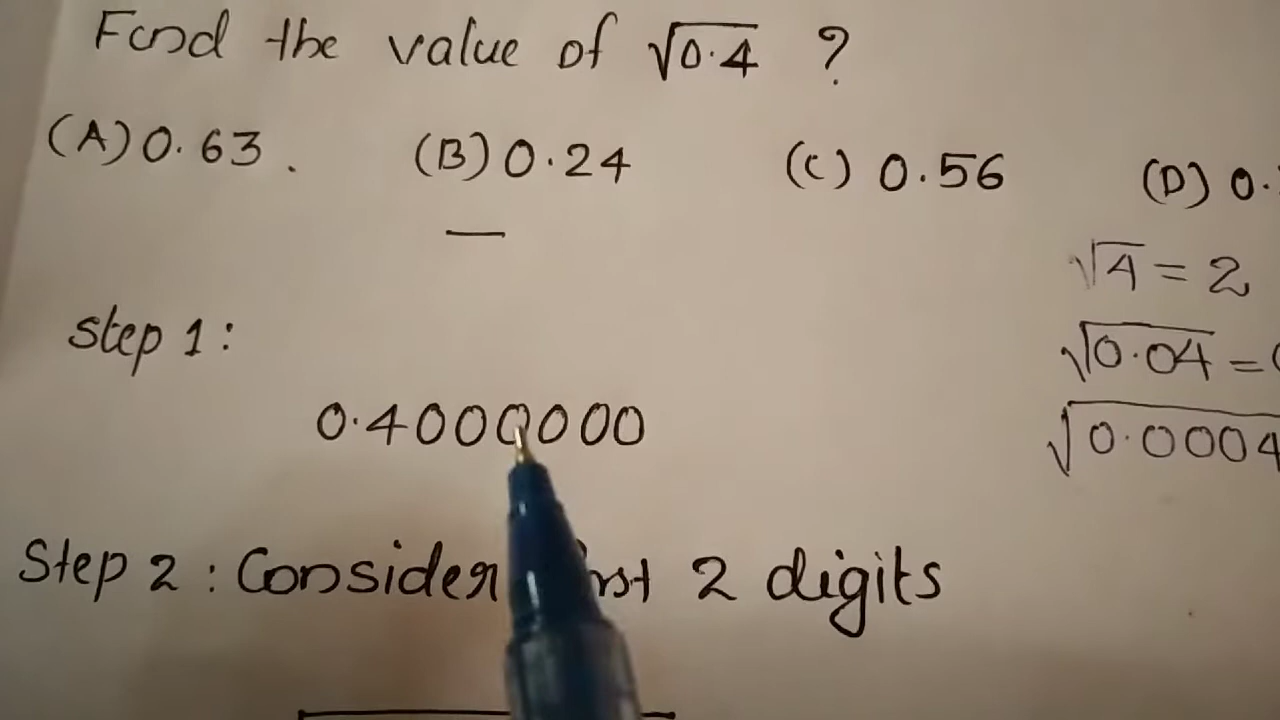 Find the value of √0.4 ?
(A) 0.63. (B) 0.24 (C) 0.56 (D) 0.
√4 = 2
step 1:
√0.04 =
0.4000000
√0.0004
Step 2 : Consider first 2 digits